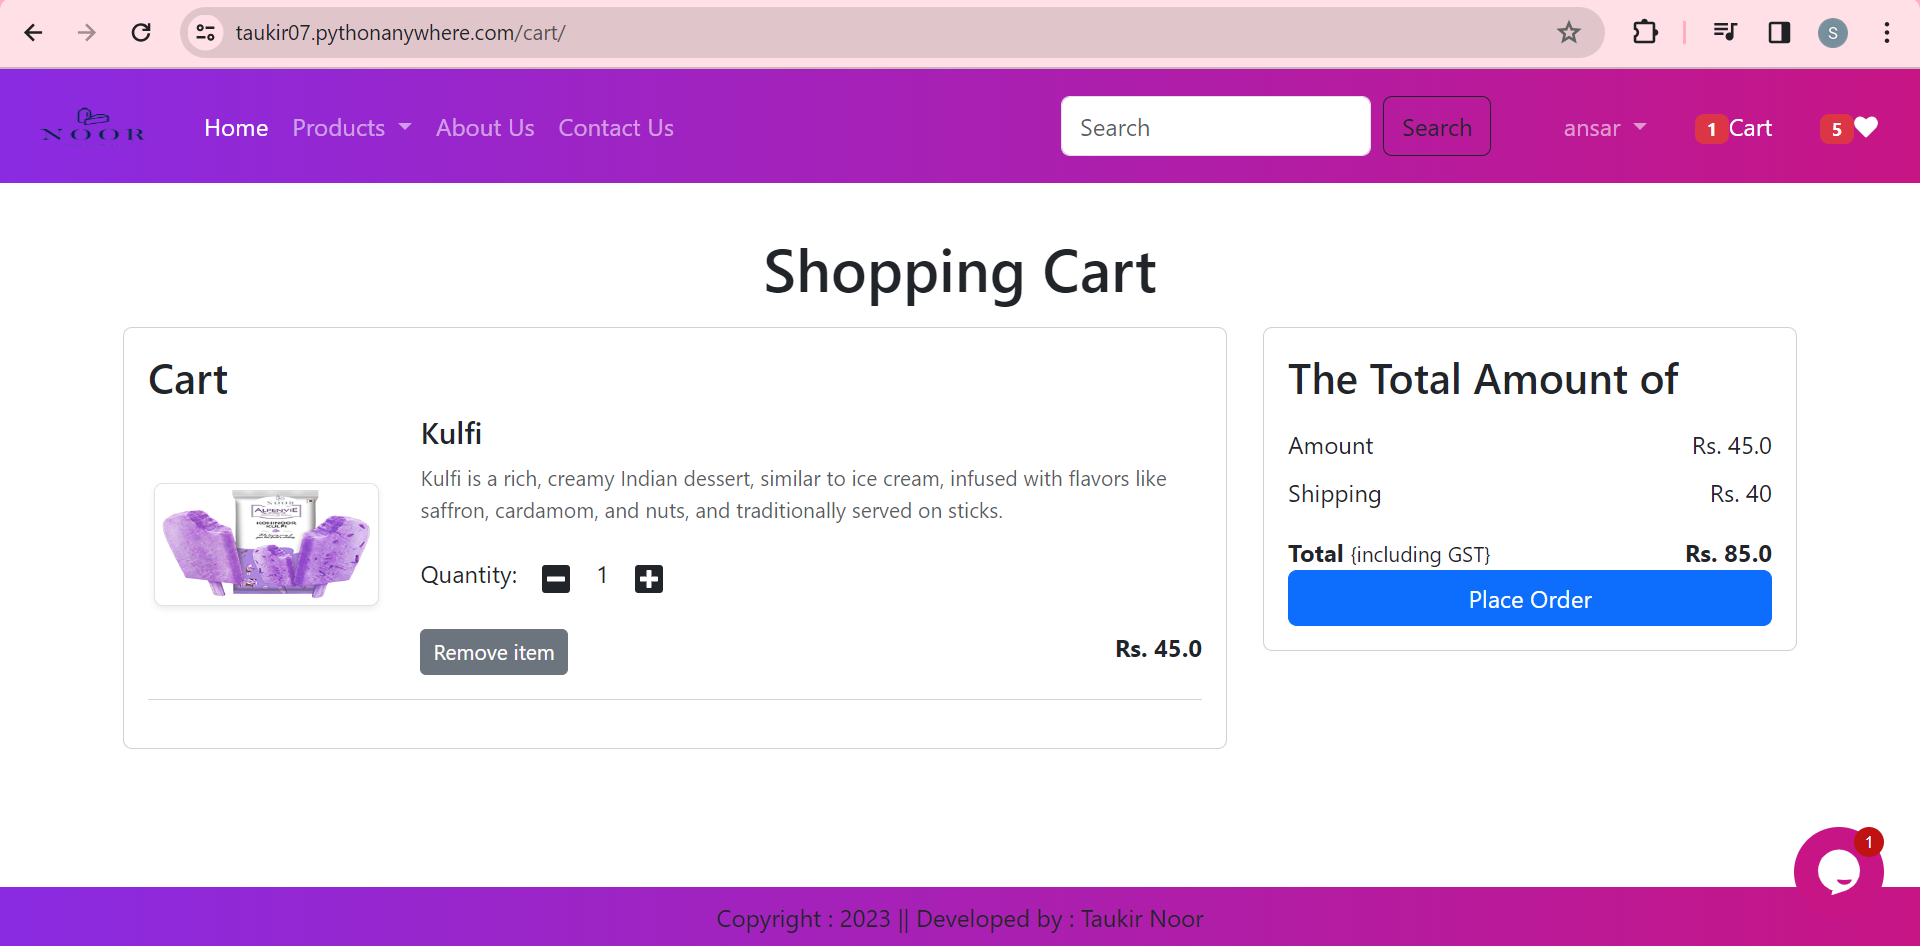 taukir07.pythonanywhere.com/cart/
S
NOOR
Home Products About Us Contact Us
Search
Search
ansar
1 Cart
5
Shopping Cart
Cart
Kulfi
Kulfi is a rich, creamy Indian dessert, similar to ice cream, infused with flavors like
saffron, cardamom, and nuts, and traditionally served on sticks.
NOOR
ALPENVIE
KOHINOOR
KULFI
Quantity: 1
Remove item
Rs. 45.0
The Total Amount of
Amount Rs. 45.0
Shipping Rs. 40
Total {including GST} Rs. 85.0
Place Order
1
Copyright : 2023 || Developed by : Taukir Noor